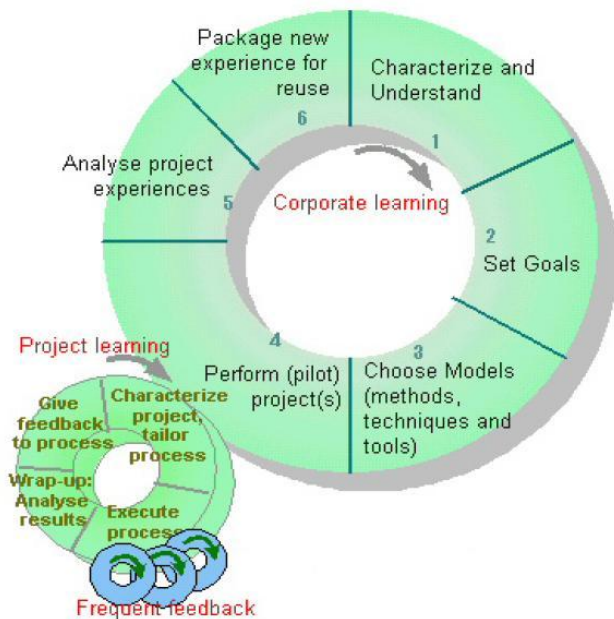 Package new
experience for
reuse
6
Characterize and
Understand
1
Analyse project
experiences
5
Corporate learning
2
Set Goals
4
Perform (pilot)
project(s)
3
Choose Models
(methods,
techniques and
tools)
Project learning
Give
feedback
to process
Characterize
project,
tailor
process
Wrap-up:
Analyse
results
Execute
process
Frequent feedback